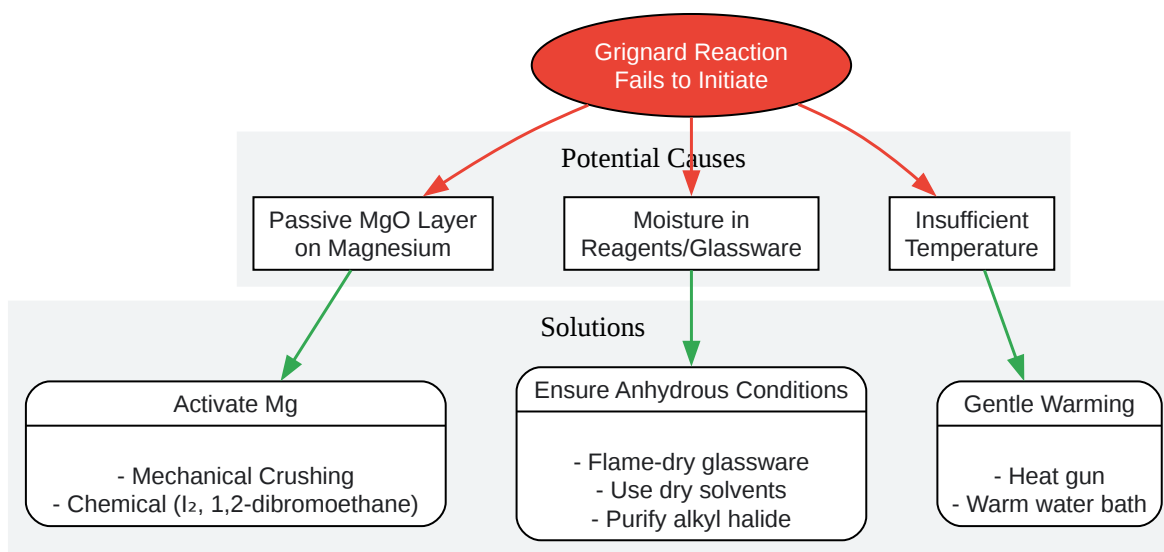 Grignard Reaction
Fails to Initiate
Potential Causes
Passive MgO Layer
on Magnesium
Moisture in
Reagents/Glassware
Insufficient
Temperature
Solutions
Activate Mg
- Mechanical Crushing
- Chemical (I₂, 1,2-dibromoethane)
Ensure Anhydrous Conditions
- Flame-dry glassware
- Use dry solvents
- Purify alkyl halide
Gentle Warming
- Heat gun
- Warm water bath